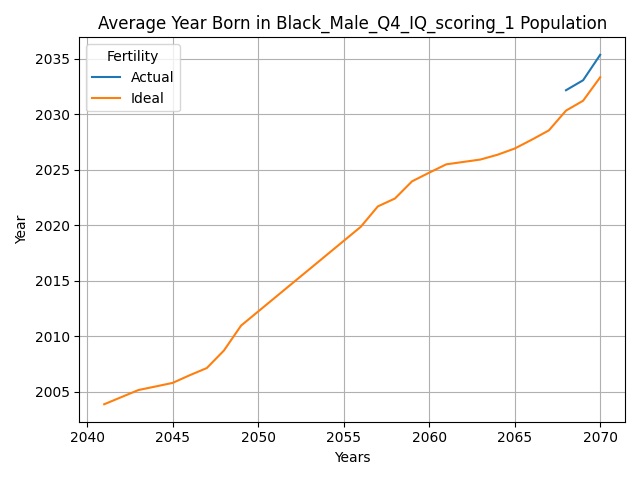 Average Year Born in Black_Male_Q4_IQ_scoring_1 Population
Fertility
Actual
Ideal
Year
2035
2030
2025
2020
2015
2010
2005
2040 2045 2050 2055 2060 2065 2070
Years